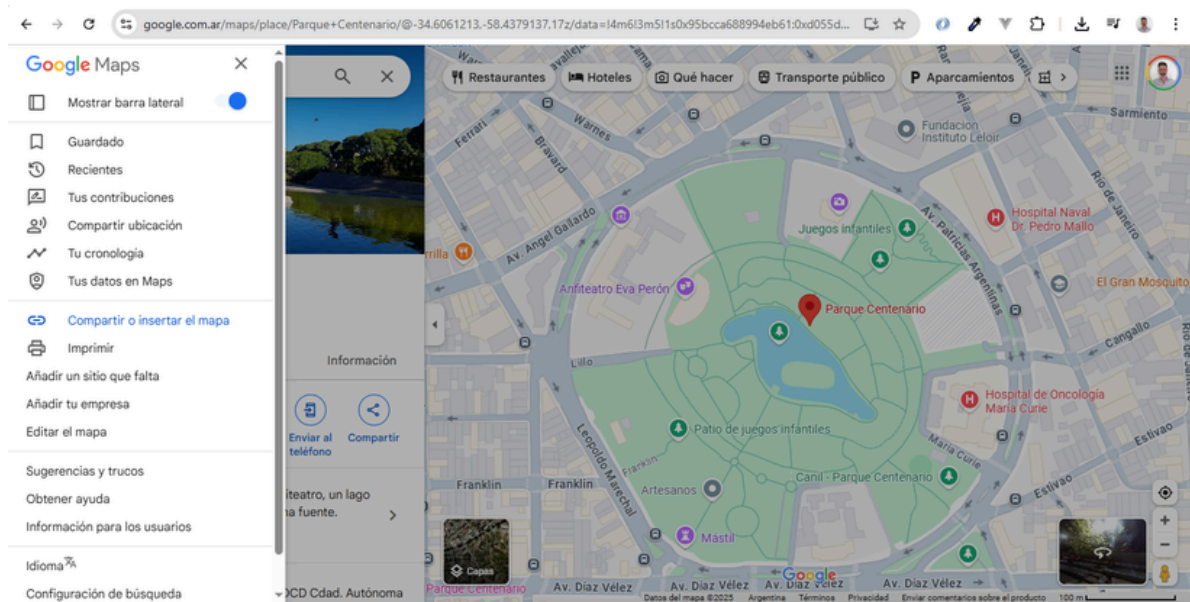 google.com.ar/maps/place/Parque+Centenario/@-34.6061213,-58.4379137,17z/data=!4m6!3m5!1s0x95bcca688994eb61:0xd055d...
Google Maps
Mostrar barra lateral
Guardado
Recientes
Tus contribuciones
Compartir ubicación
Tu cronología
Tus datos en Maps
Compartir o insertar el mapa
Imprimir
Añadir un sitio que falta
Añadir tu empresa
Editar el mapa
Sugerencias y trucos
Obtener ayuda
Información para los usuarios
Idioma
Configuración de búsqueda
Información
Enviar al
teléfono
Compartir
iteatro, un lago
na fuente.
OCD Cdad. Autónoma
Restaurantes
Hoteles
Qué hacer
Transporte público
P Aparcamientos
Sarmiento
Ferrari
Warnes
Bravard
Fundacion
Instituto Leloir
Río de Janeiro
Av. Angel Gallardo
Juegos infantiles
Av. Patricias Argentinas
Hospital Naval
Dr. Pedro Mallo
rrilla
Anfiteatro Eva Perón
El Gran Mosquito
Parque Centenario
Cangallo
Lillo
Hospital de Oncología
Maria Curie
Patio de juegos infantiles
Maria Curie
Estivao
Leopoldo Marechal
Franklin
Franklin
Franklin
Artesanos
Canil - Parque Centenario
Estivao
Mástil
Capas
Parque Centenario
Av. Díaz Vélez
Av. Díaz Vélez
Av. Díaz Vélez
Av. Díaz Vélez
Google
Datos del mapa ©2025
Argentina
Términos
Privacidad
Enviar comentarios sobre el producto
100 m